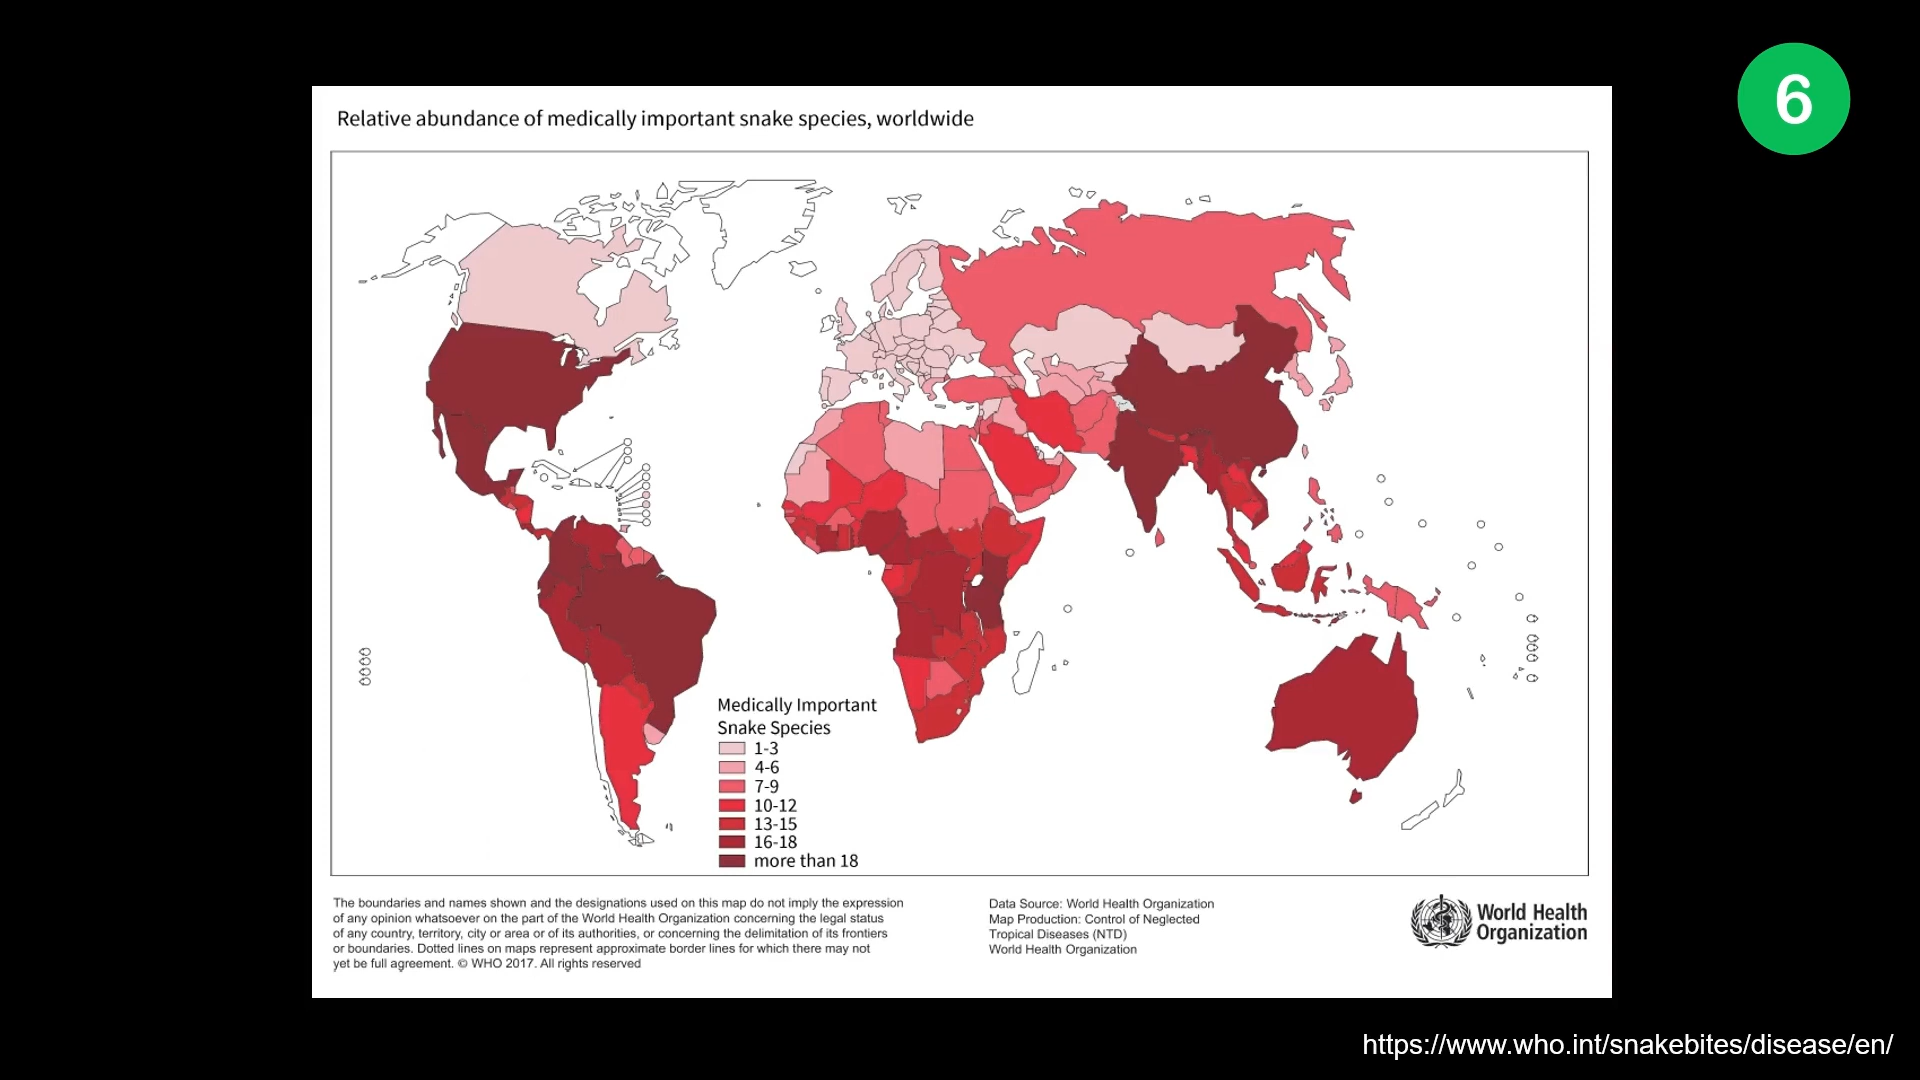 6
Relative abundance of medically important snake species, worldwide
Medically Important
Snake Species
1-3
4-6
7-9
10-12
13-15
16-18
more than 18
The boundaries and names shown and the designations used on this map do not imply the expression
of any opinion whatsoever on the part of the World Health Organization concerning the legal status
of any country, territory, city or area or of its authorities, or concerning the delimitation of its frontiers
or boundaries. Dotted lines on maps represent approximate border lines for which there may not
yet be full agreement. © WHO 2017. All rights reserved
Data Source: World Health Organization
Map Production: Control of Neglected
Tropical Diseases (NTD)
World Health Organization
World Health
Organization
https://www.who.int/snakebites/disease/en/